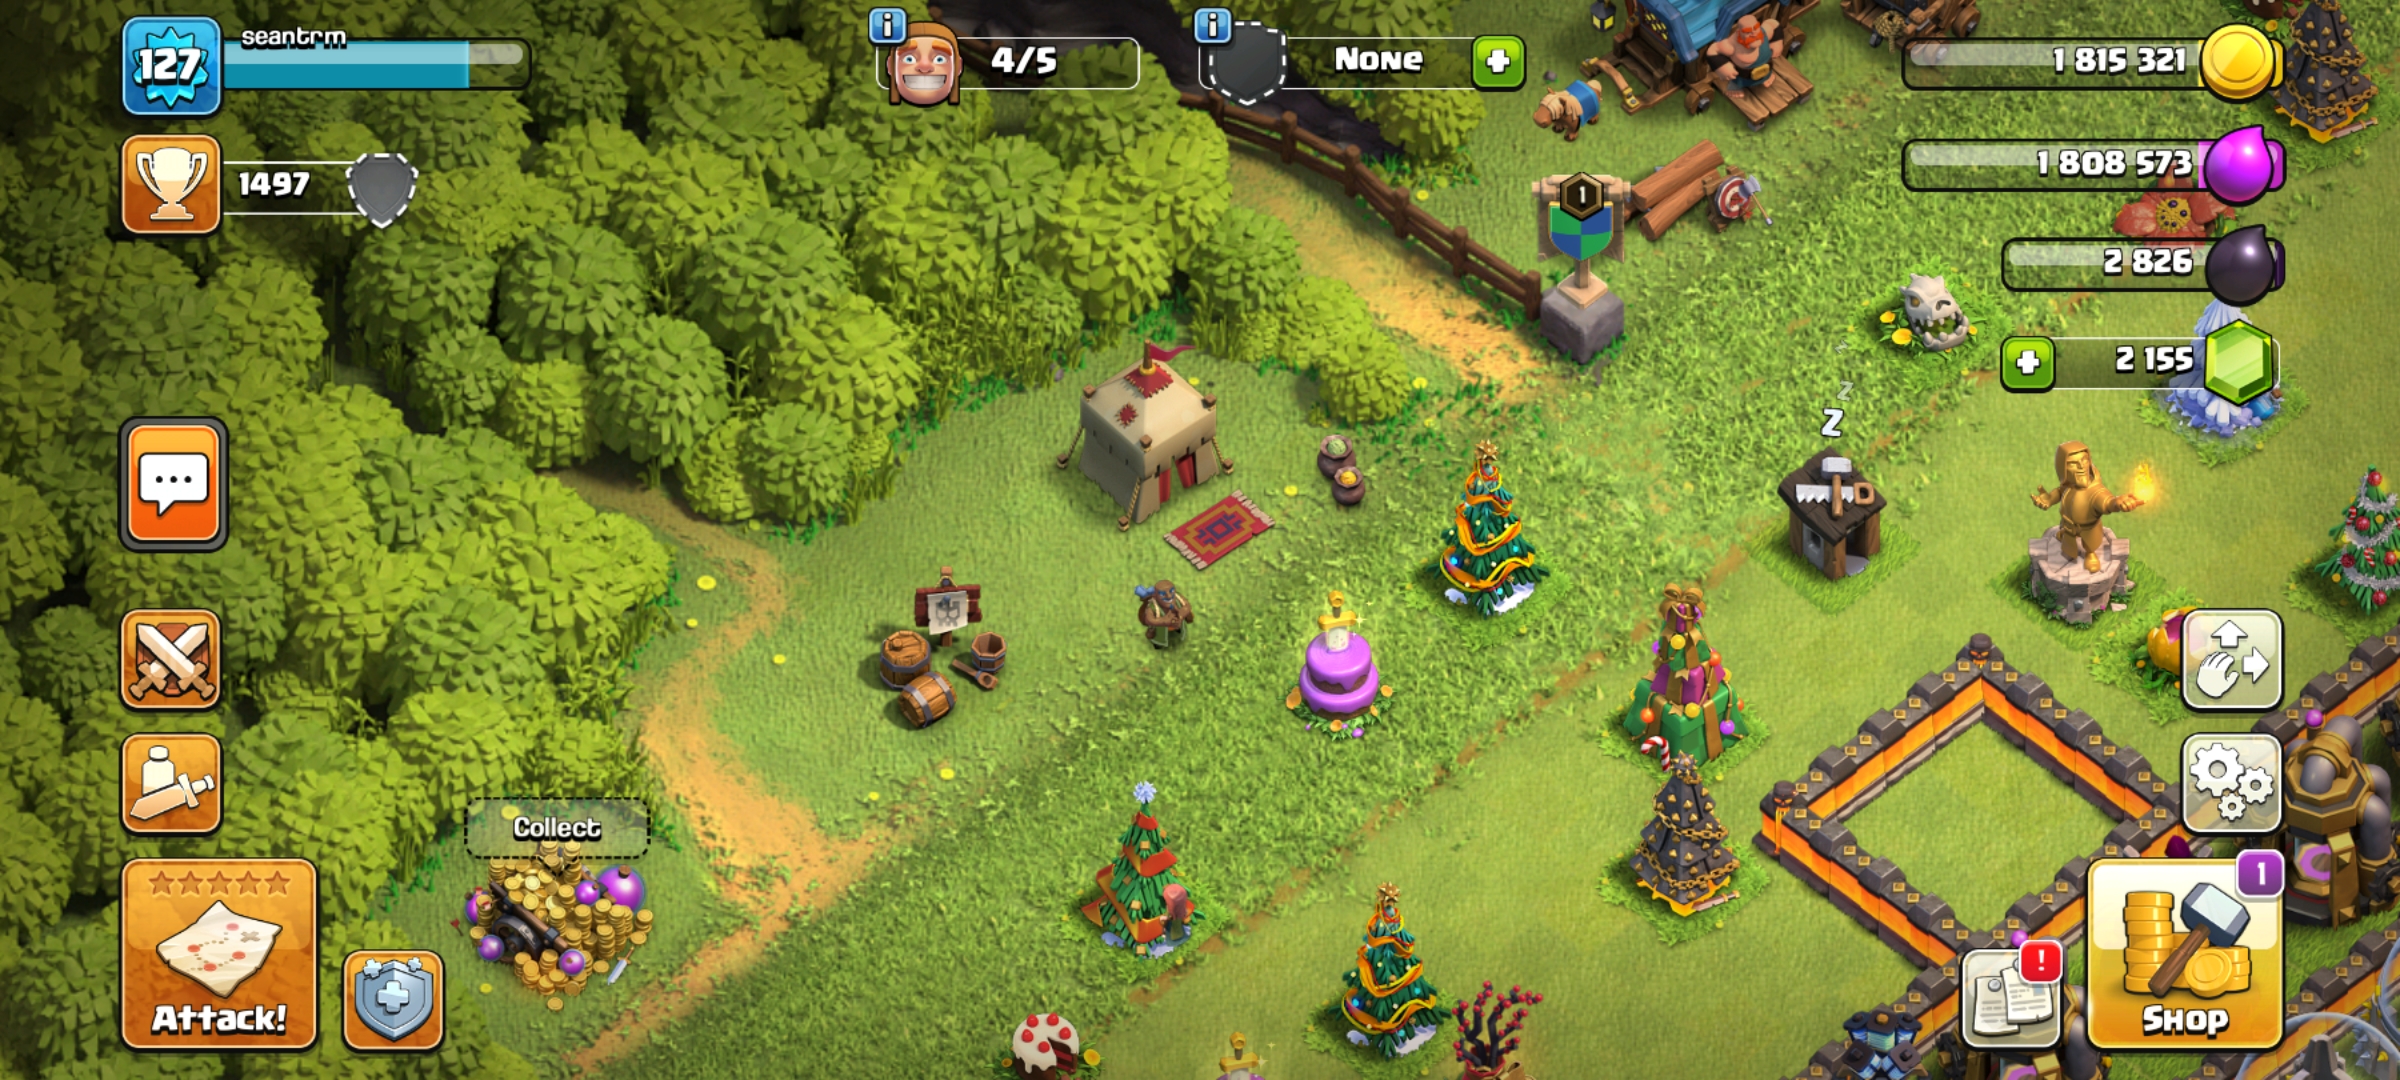 127
seantrm
4/5
None
1 815 321
1497
1 808 573
1
2 826
2 155
Z
Z
Collect
1
!
Attack!
Shop